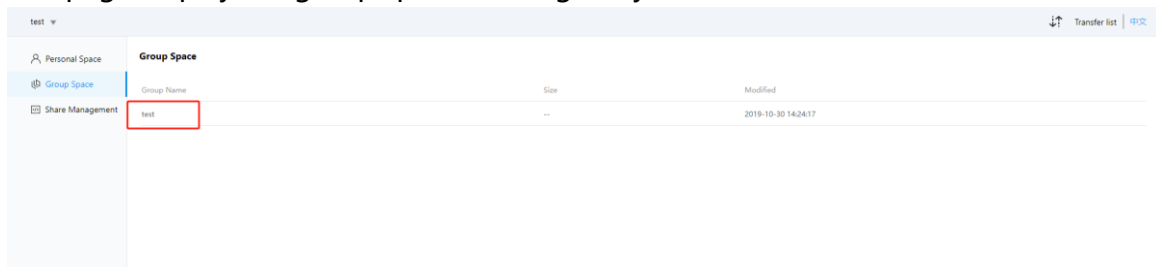 test
Transfer list 中文
Personal Space
Group Space
Share Management
Group Space
Group Name Size Modified
test -- 2019-10-30 14:24:17